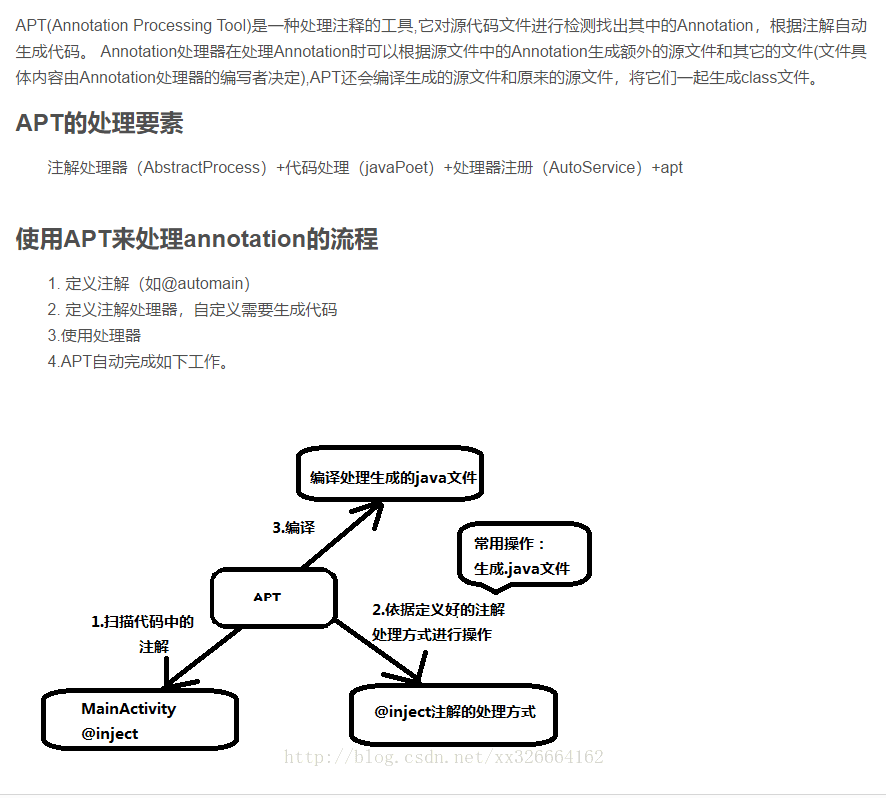 APT(Annotation Processing Tool)是一种处理注释的工具,它对源代码文件进行检测找出其中的Annotation，根据注解自动
生成代码。 Annotation处理器在处理Annotation时可以根据源文件中的Annotation生成额外的源文件和其它的文件(文件具
体内容由Annotation处理器的编写者决定),APT还会编译生成的源文件和原来的源文件，将它们一起生成class文件。
APT的处理要素
注解处理器（AbstractProcess）+代码处理（javaPoet）+处理器注册（AutoService）+apt
使用APT来处理annotation的流程
1. 定义注解（如@automain）
2. 定义注解处理器，自定义需要生成代码
3.使用处理器
4.APT自动完成如下工作。
编译处理生成的java文件
3.编译
常用操作：
生成.java文件
APT
2.依据定义好的注解
处理方式进行操作
1.扫描代码中的
注解
MainActivity
@inject
@inject注解的处理方式
http://blog.csdn.net/xx326664162